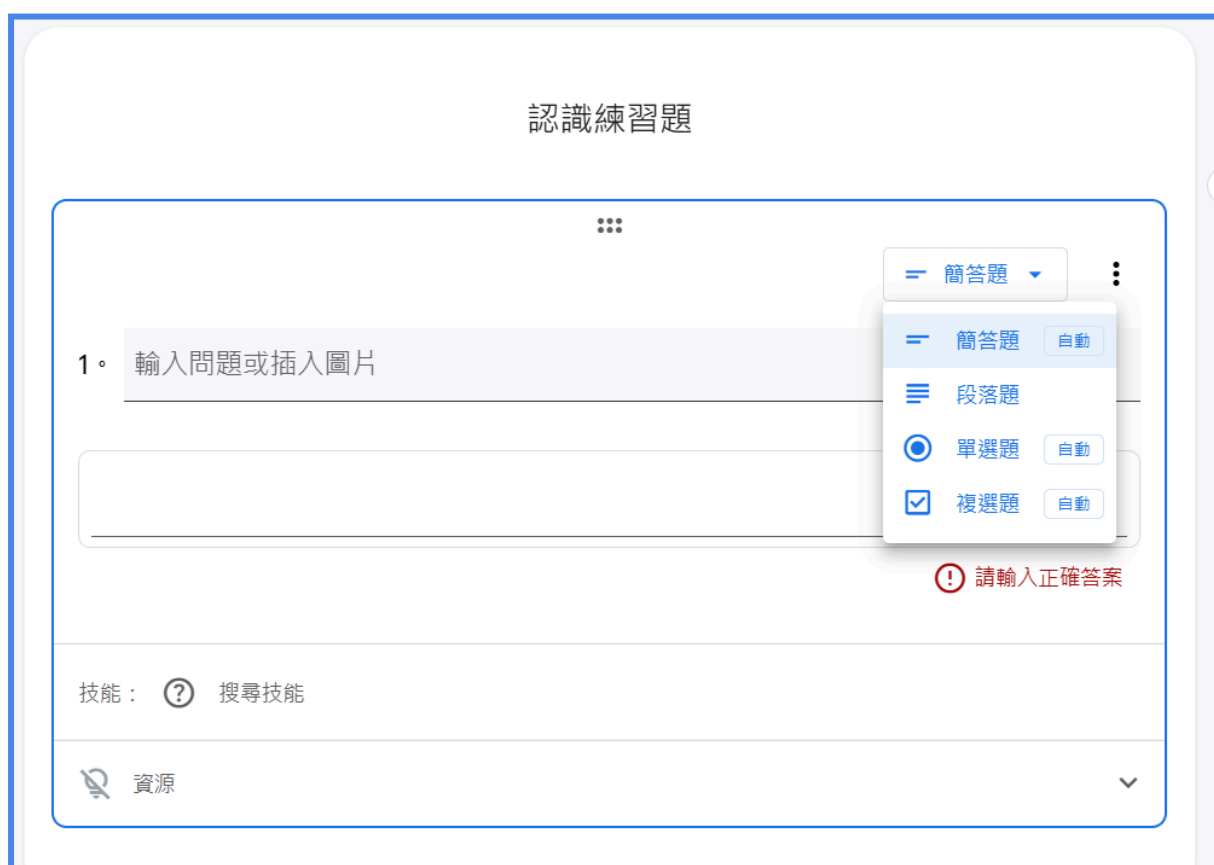 認識練習題
簡答題
1。 輸入問題或插入圖片
簡答題 自動
段落題
單選題 自動
複選題 自動
請輸入正確答案
技能： 搜尋技能
資源